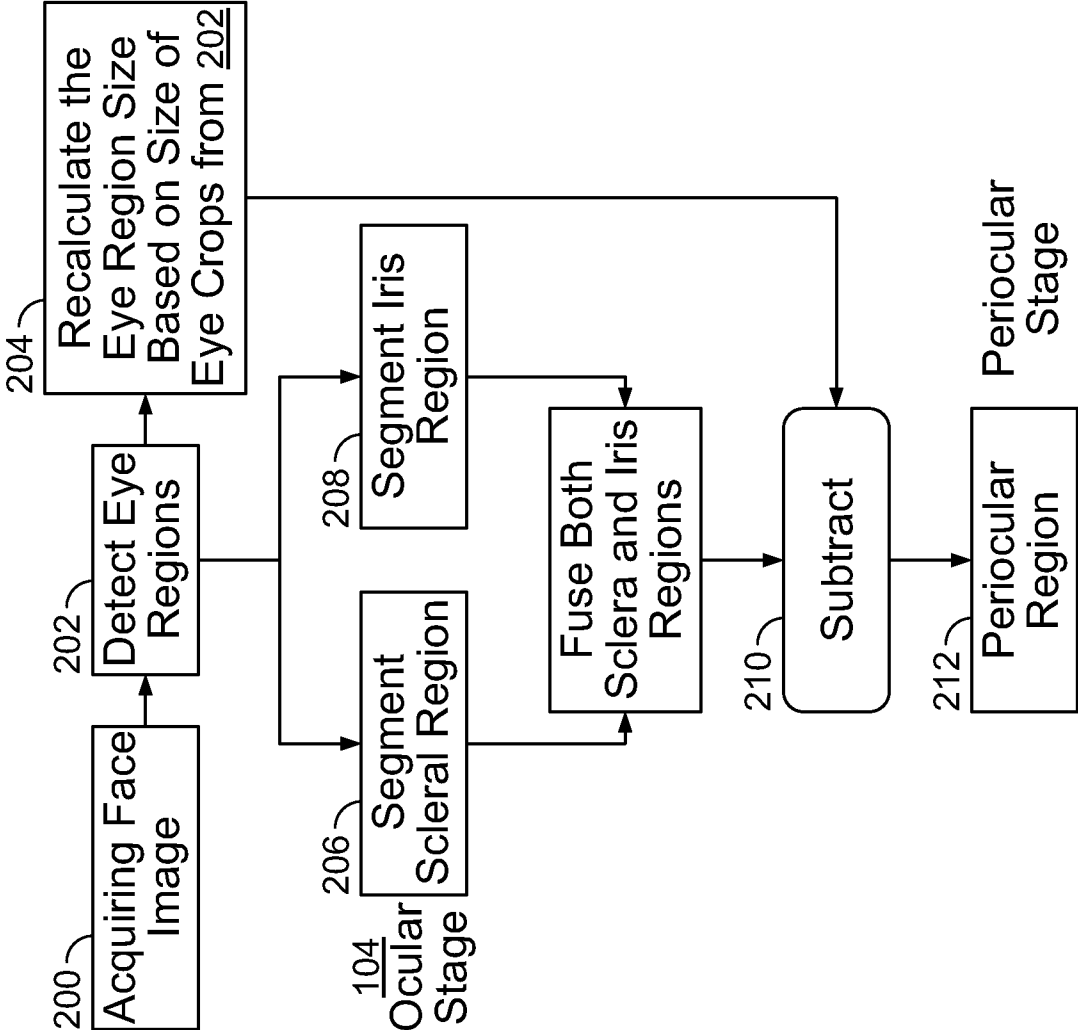 200
Acquiring Face
Image
202
Detect Eye
Regions
204
Recalculate the
Eye Region Size
Based on Size of
Eye Crops from 202
104
Ocular
Stage
206
Segment
Scleral Region
208
Segment Iris
Region
Fuse Both
Sclera and Iris
Regions
210
Subtract
212
Periocular
Region
Periocular
Stage